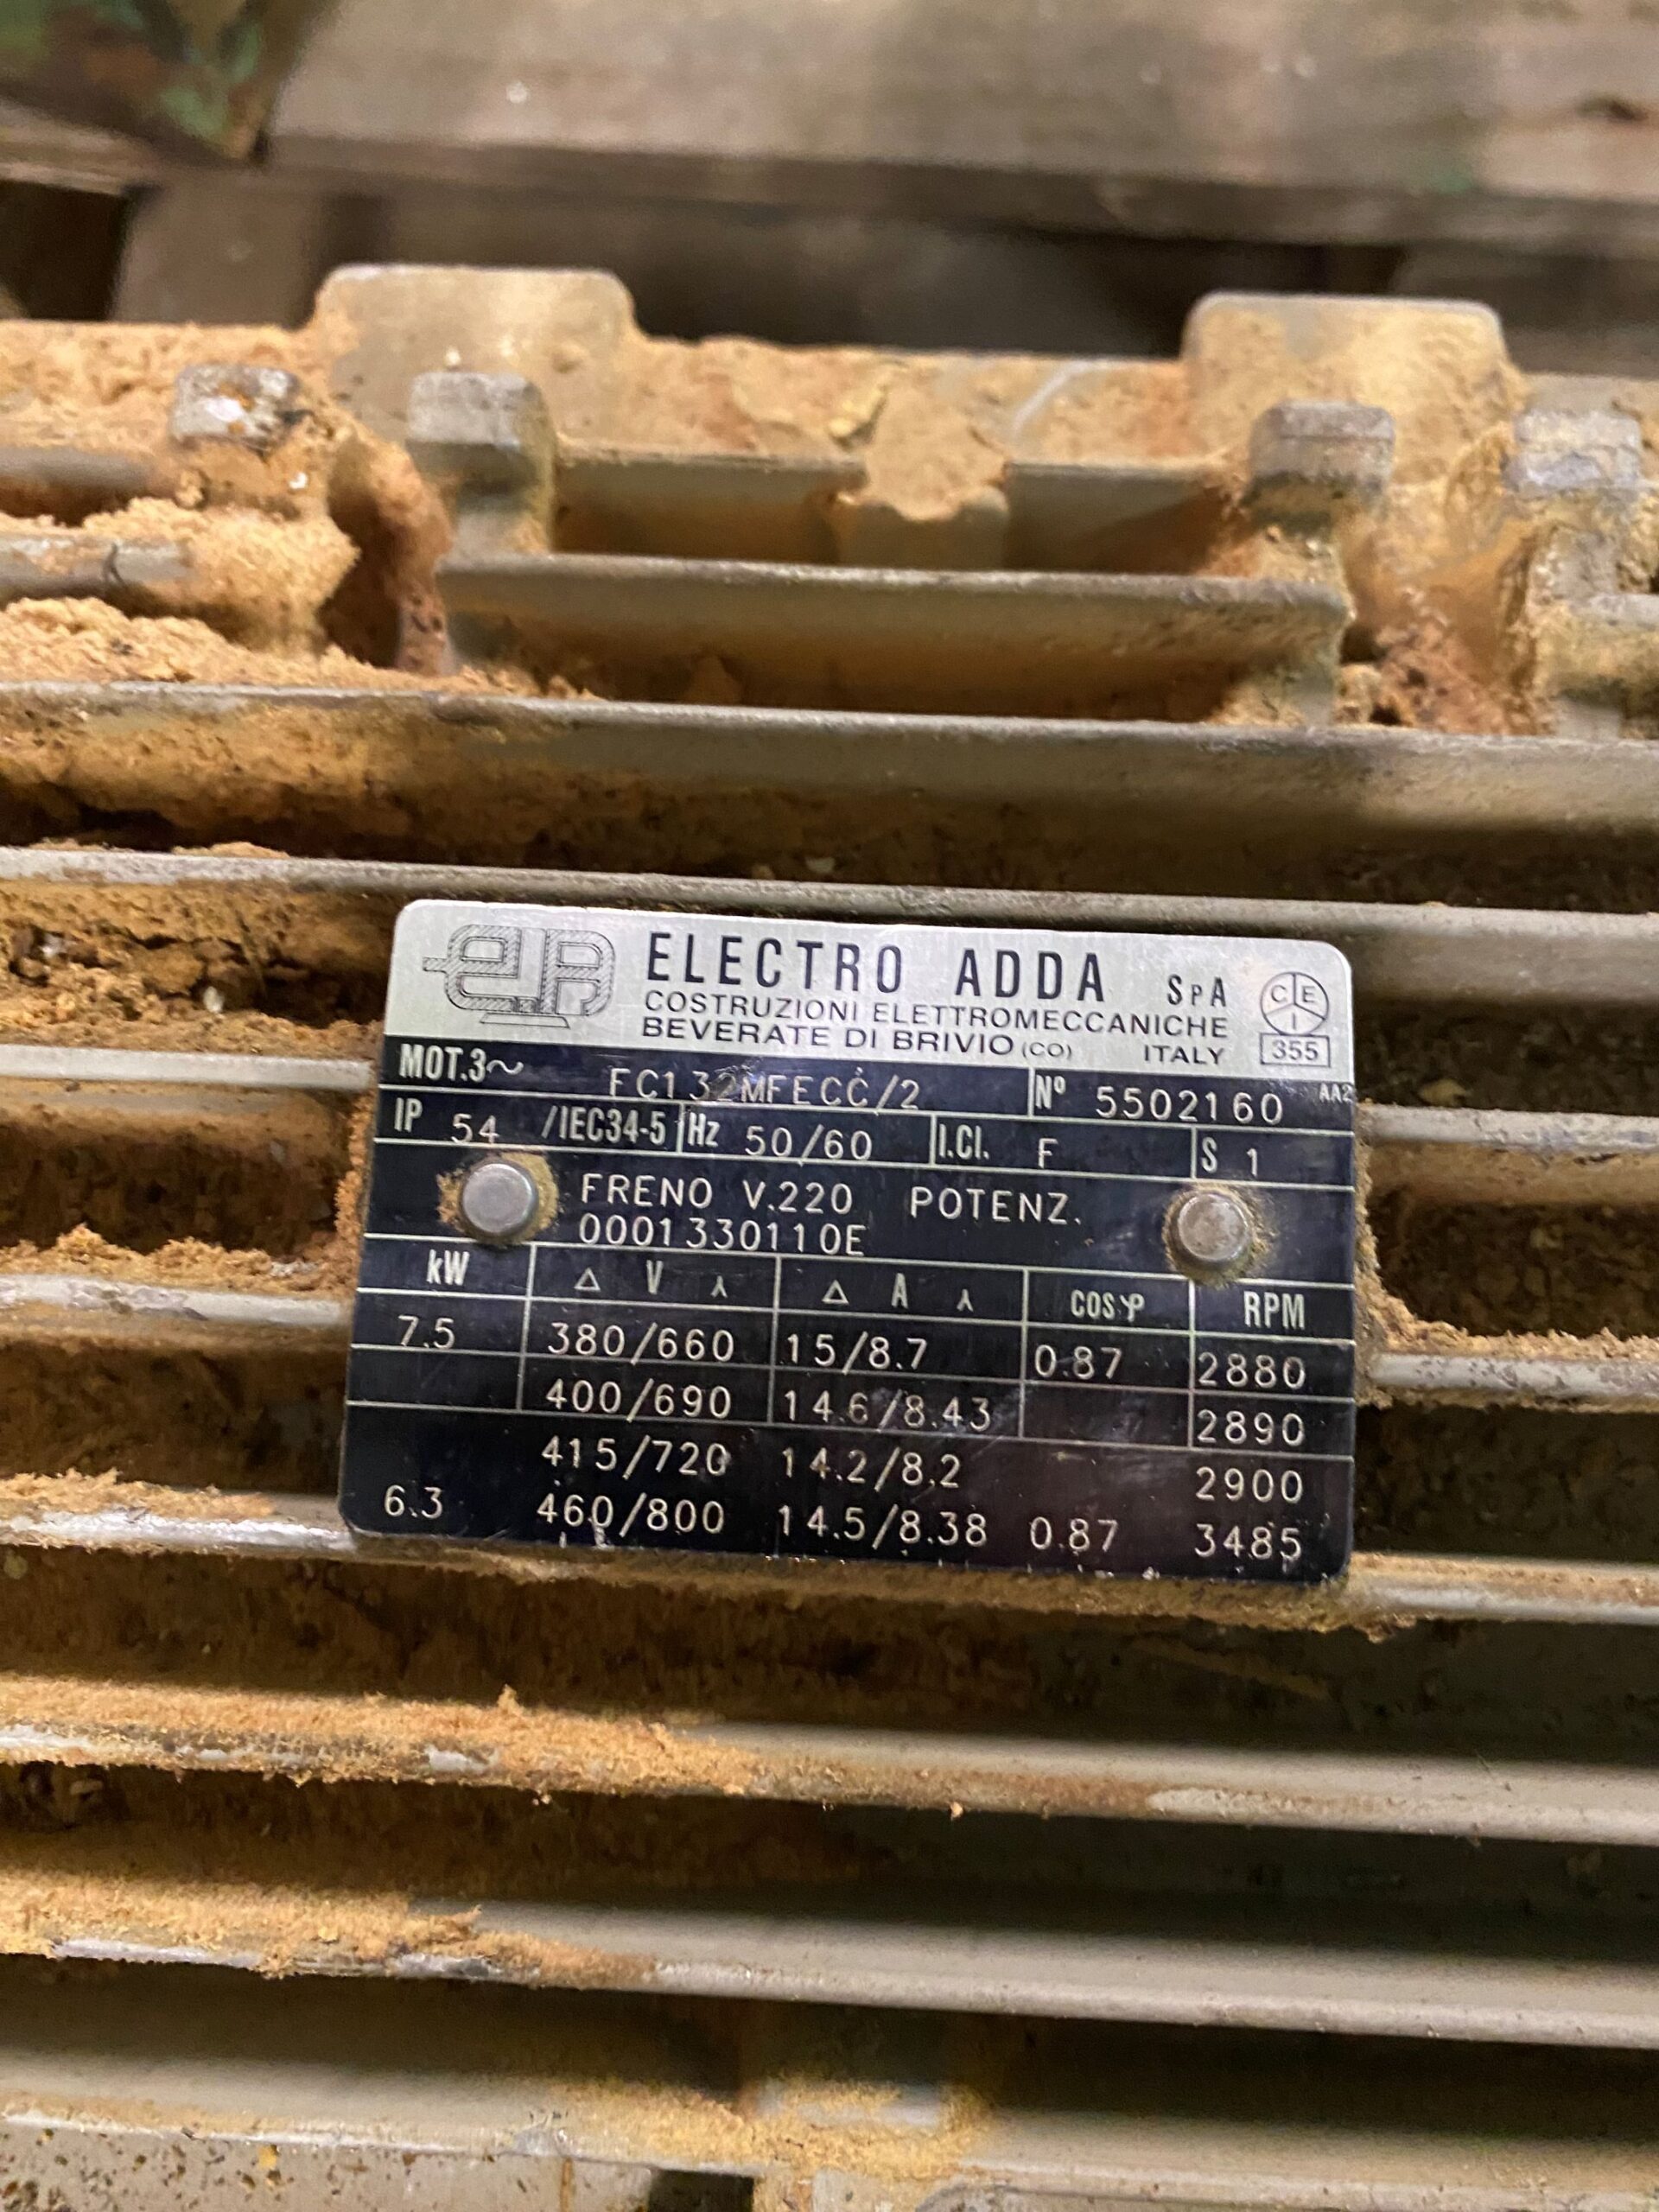 ELECTRO ADDA SPA
COSTRUZIONI ELETTROMECCANICHE
BEVERATE DI BRIVIO (CO) ITALY
CEI
355
MOT.3~ FC132MFECC/2 Nº 5502160 AA2
IP 54 /IEC34-5 Hz 50/60 I.Cl. F S 1
FRENO V.220 POTENZ.
0001330110E
kW Δ V ⅄ Δ A ⅄ COSφ RPM
7.5 380/660 15/8.7 0.87 2880
400/690 14.6/8.43 2890
415/720 14.2/8.2 2900
6.3 460/800 14.5/8.38 0.87 3485